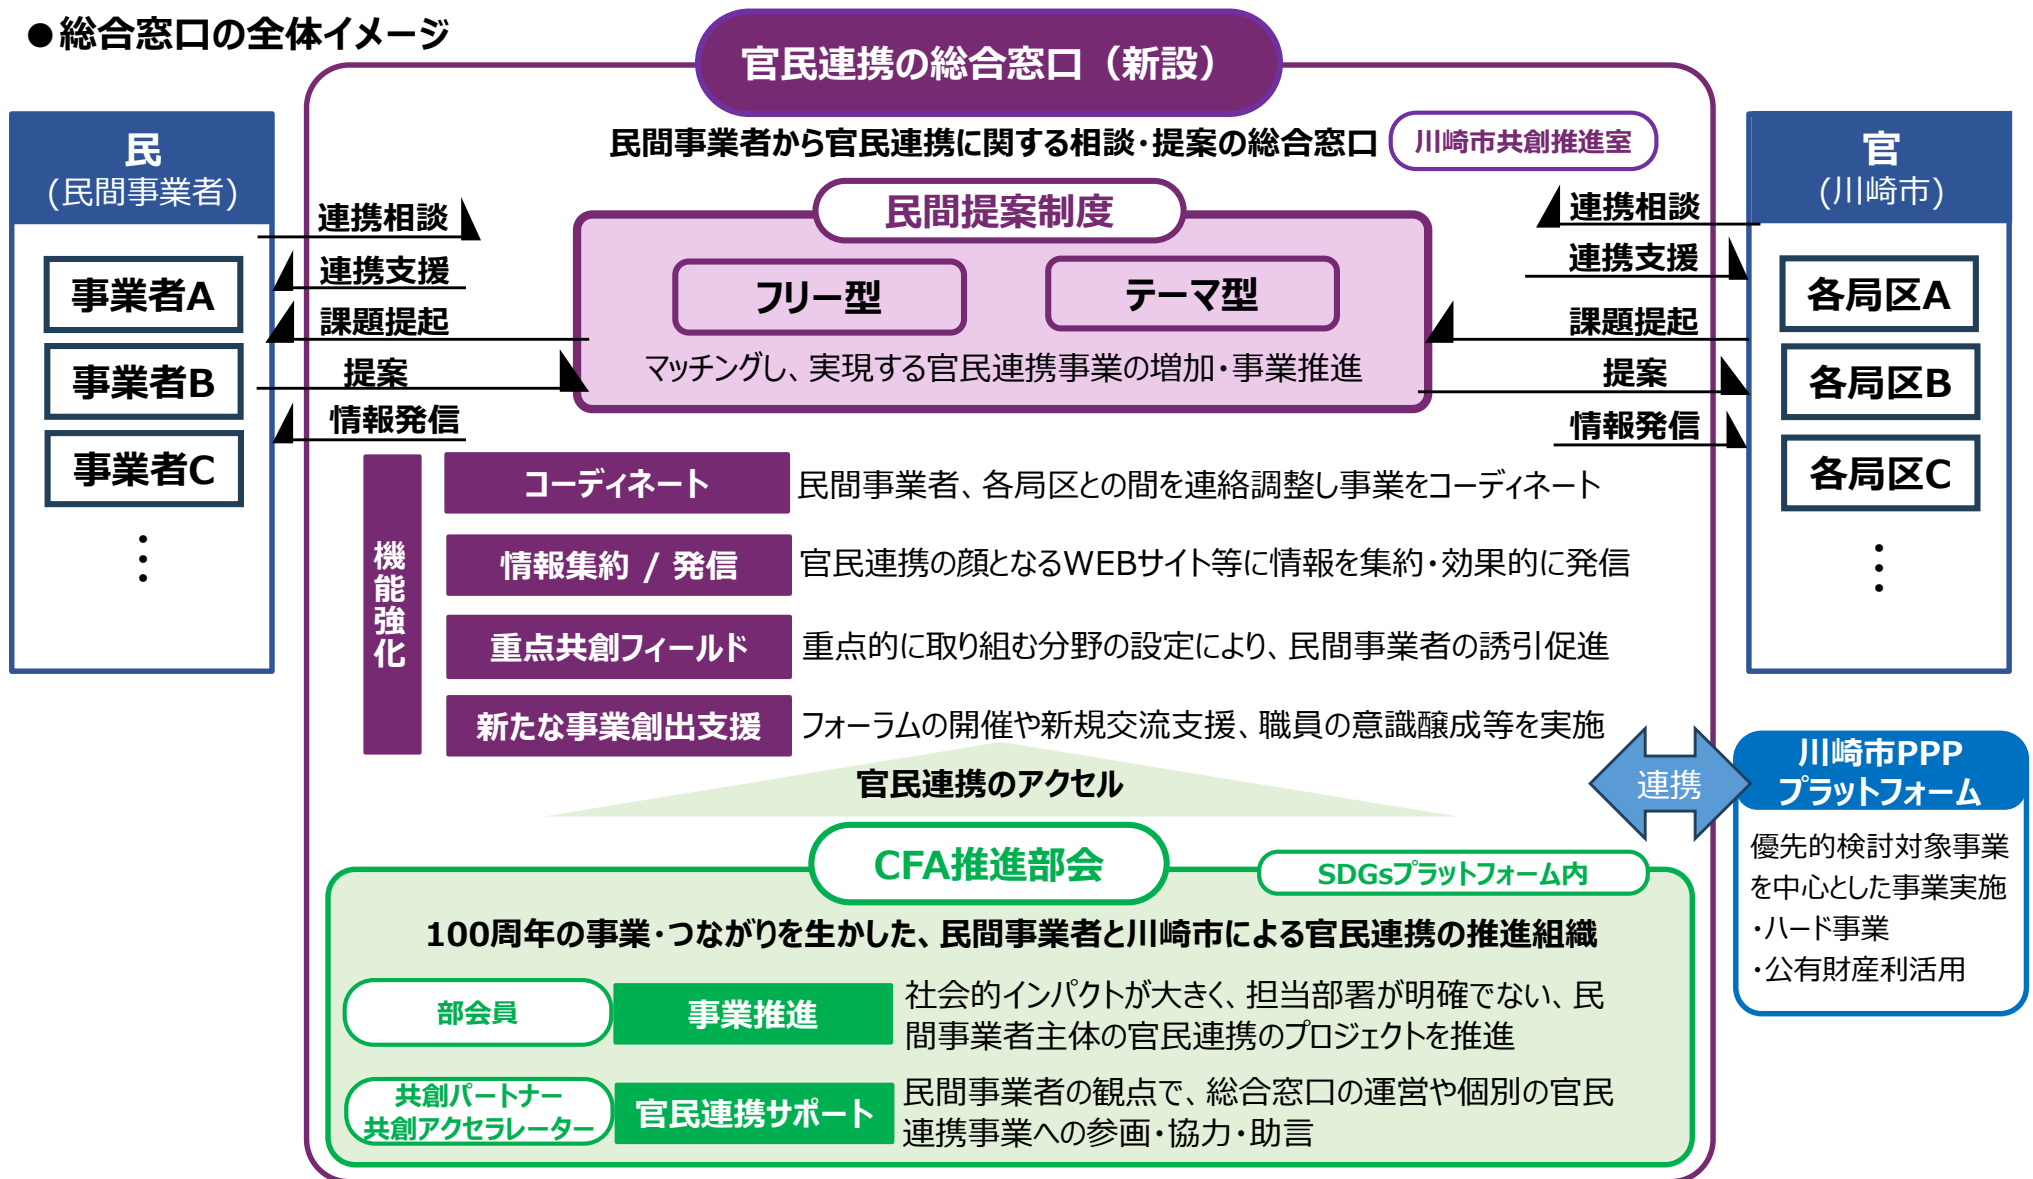 ●総合窓口の全体イメージ
官民連携の総合窓口（新設）
民間事業者から官民連携に関する相談・提案の総合窓口
川崎市共創推進室
民
(民間事業者)
事業者A
事業者B
事業者C
⋮
連携相談
連携支援
課題提起
提案
情報発信
民間提案制度
フリー型
テーマ型
マッチングし、実現する官民連携事業の増加・事業推進
連携相談
連携支援
課題提起
提案
情報発信
官
(川崎市)
各局区A
各局区B
各局区C
⋮
機能強化
コーディネート
民間事業者、各局区との間を連絡調整し事業をコーディネート
情報集約 / 発信
官民連携の顔となるWEBサイト等に情報を集約・効果的に発信
重点共創フィールド
重点的に取り組む分野の設定により、民間事業者の誘引促進
新たな事業創出支援
フォーラムの開催や新規交流支援、職員の意識醸成等を実施
官民連携のアクセル
連携
川崎市PPP
プラットフォーム
優先的検討対象事業
を中心とした事業実施
・ハード事業
・公有財産利活用
CFA推進部会
SDGsプラットフォーム内
100周年の事業・つながりを生かした、民間事業者と川崎市による官民連携の推進組織
部会員
事業推進
社会的インパクトが大きく、担当部署が明確でない、民
間事業者主体の官民連携のプロジェクトを推進
共創パートナー
共創アクセラレーター
官民連携サポート
民間事業者の観点で、総合窓口の運営や個別の官民
連携事業への参画・協力・助言